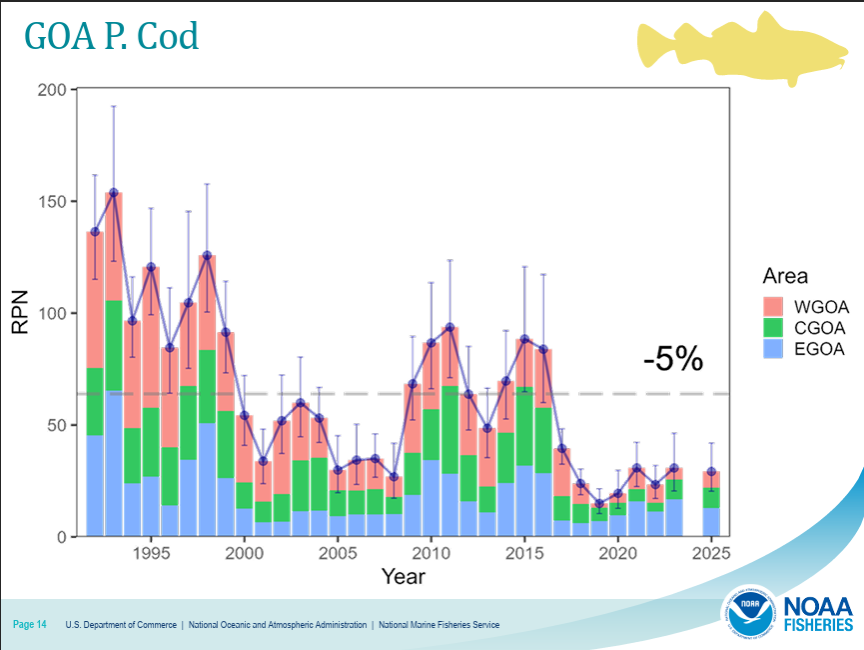 GOA P. Cod
200
150
100
50
0
RPN
-5%
1995 2000 2005 2010 2015 2020 2025
Year
Area
WGOA
CGOA
EGOA
Page 14 U.S. Department of Commerce | National Oceanic and Atmospheric Administration | National Marine Fisheries Service
NOAA
NOAA
FISHERIES